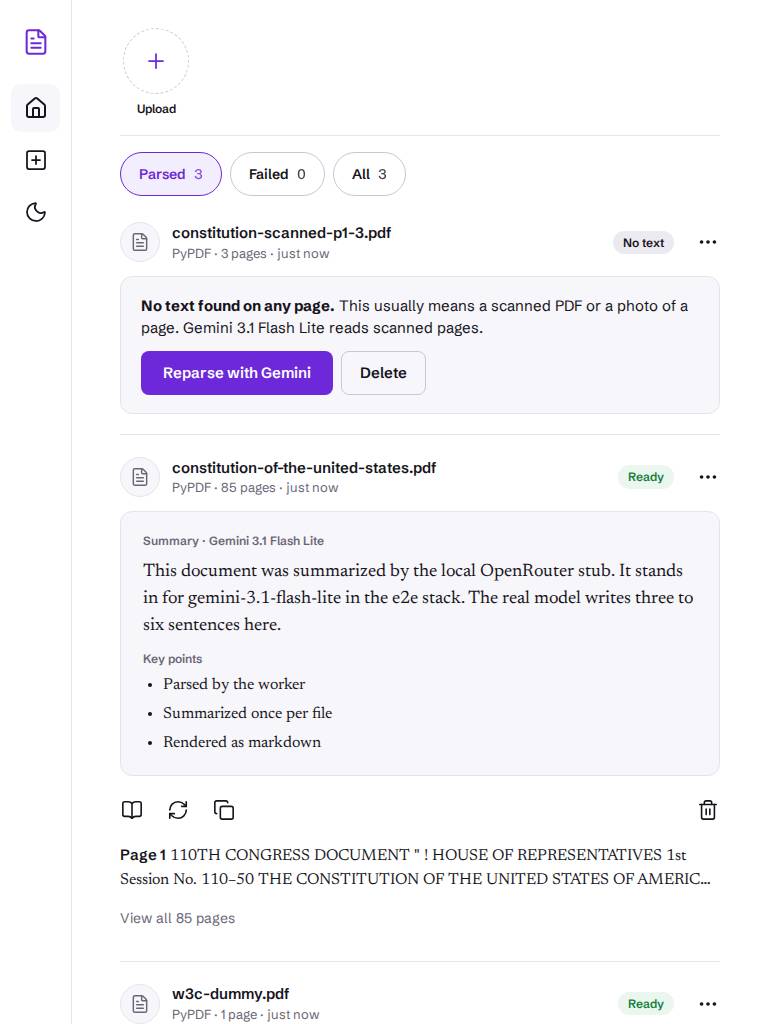 Upload
Parsed 3
Failed 0
All 3
constitution-scanned-p1-3.pdf
PyPDF · 3 pages · just now
No text
No text found on any page. This usually means a scanned PDF or a photo of a
page. Gemini 3.1 Flash Lite reads scanned pages.
Reparse with Gemini
Delete
constitution-of-the-united-states.pdf
PyPDF · 85 pages · just now
Ready
Summary · Gemini 3.1 Flash Lite
This document was summarized by the local OpenRouter stub. It stands
in for gemini-3.1-flash-lite in the e2e stack. The real model writes three to
six sentences here.
Key points
• Parsed by the worker
• Summarized once per file
• Rendered as markdown
Page 1 110TH CONGRESS DOCUMENT " ! HOUSE OF REPRESENTATIVES 1st
Session No. 110–50 THE CONSTITUTION OF THE UNITED STATES OF AMERIC…
View all 85 pages
w3c-dummy.pdf
PyPDF · 1 page · just now
Ready